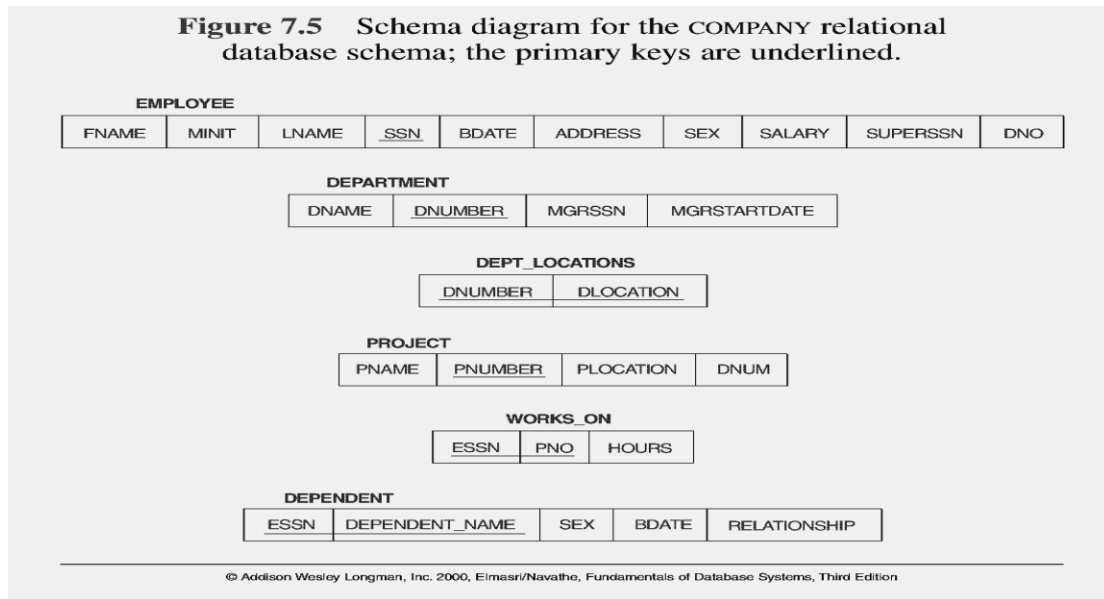 Figure 7.5 Schema diagram for the COMPANY relational
database schema; the primary keys are underlined.
EMPLOYEE
FNAME MINIT LNAME SSN BDATE ADDRESS SEX SALARY SUPERSSN DNO
DEPARTMENT
DNAME DNUMBER MGRSSN MGRSTARTDATE
DEPT_LOCATIONS
DNUMBER DLOCATION
PROJECT
PNAME PNUMBER PLOCATION DNUM
WORKS_ON
ESSN PNO HOURS
DEPENDENT
ESSN DEPENDENT_NAME SEX BDATE RELATIONSHIP
© Addison Wesley Longman, Inc. 2000, Elmasri/Navathe, Fundamentals of Database Systems, Third Edition